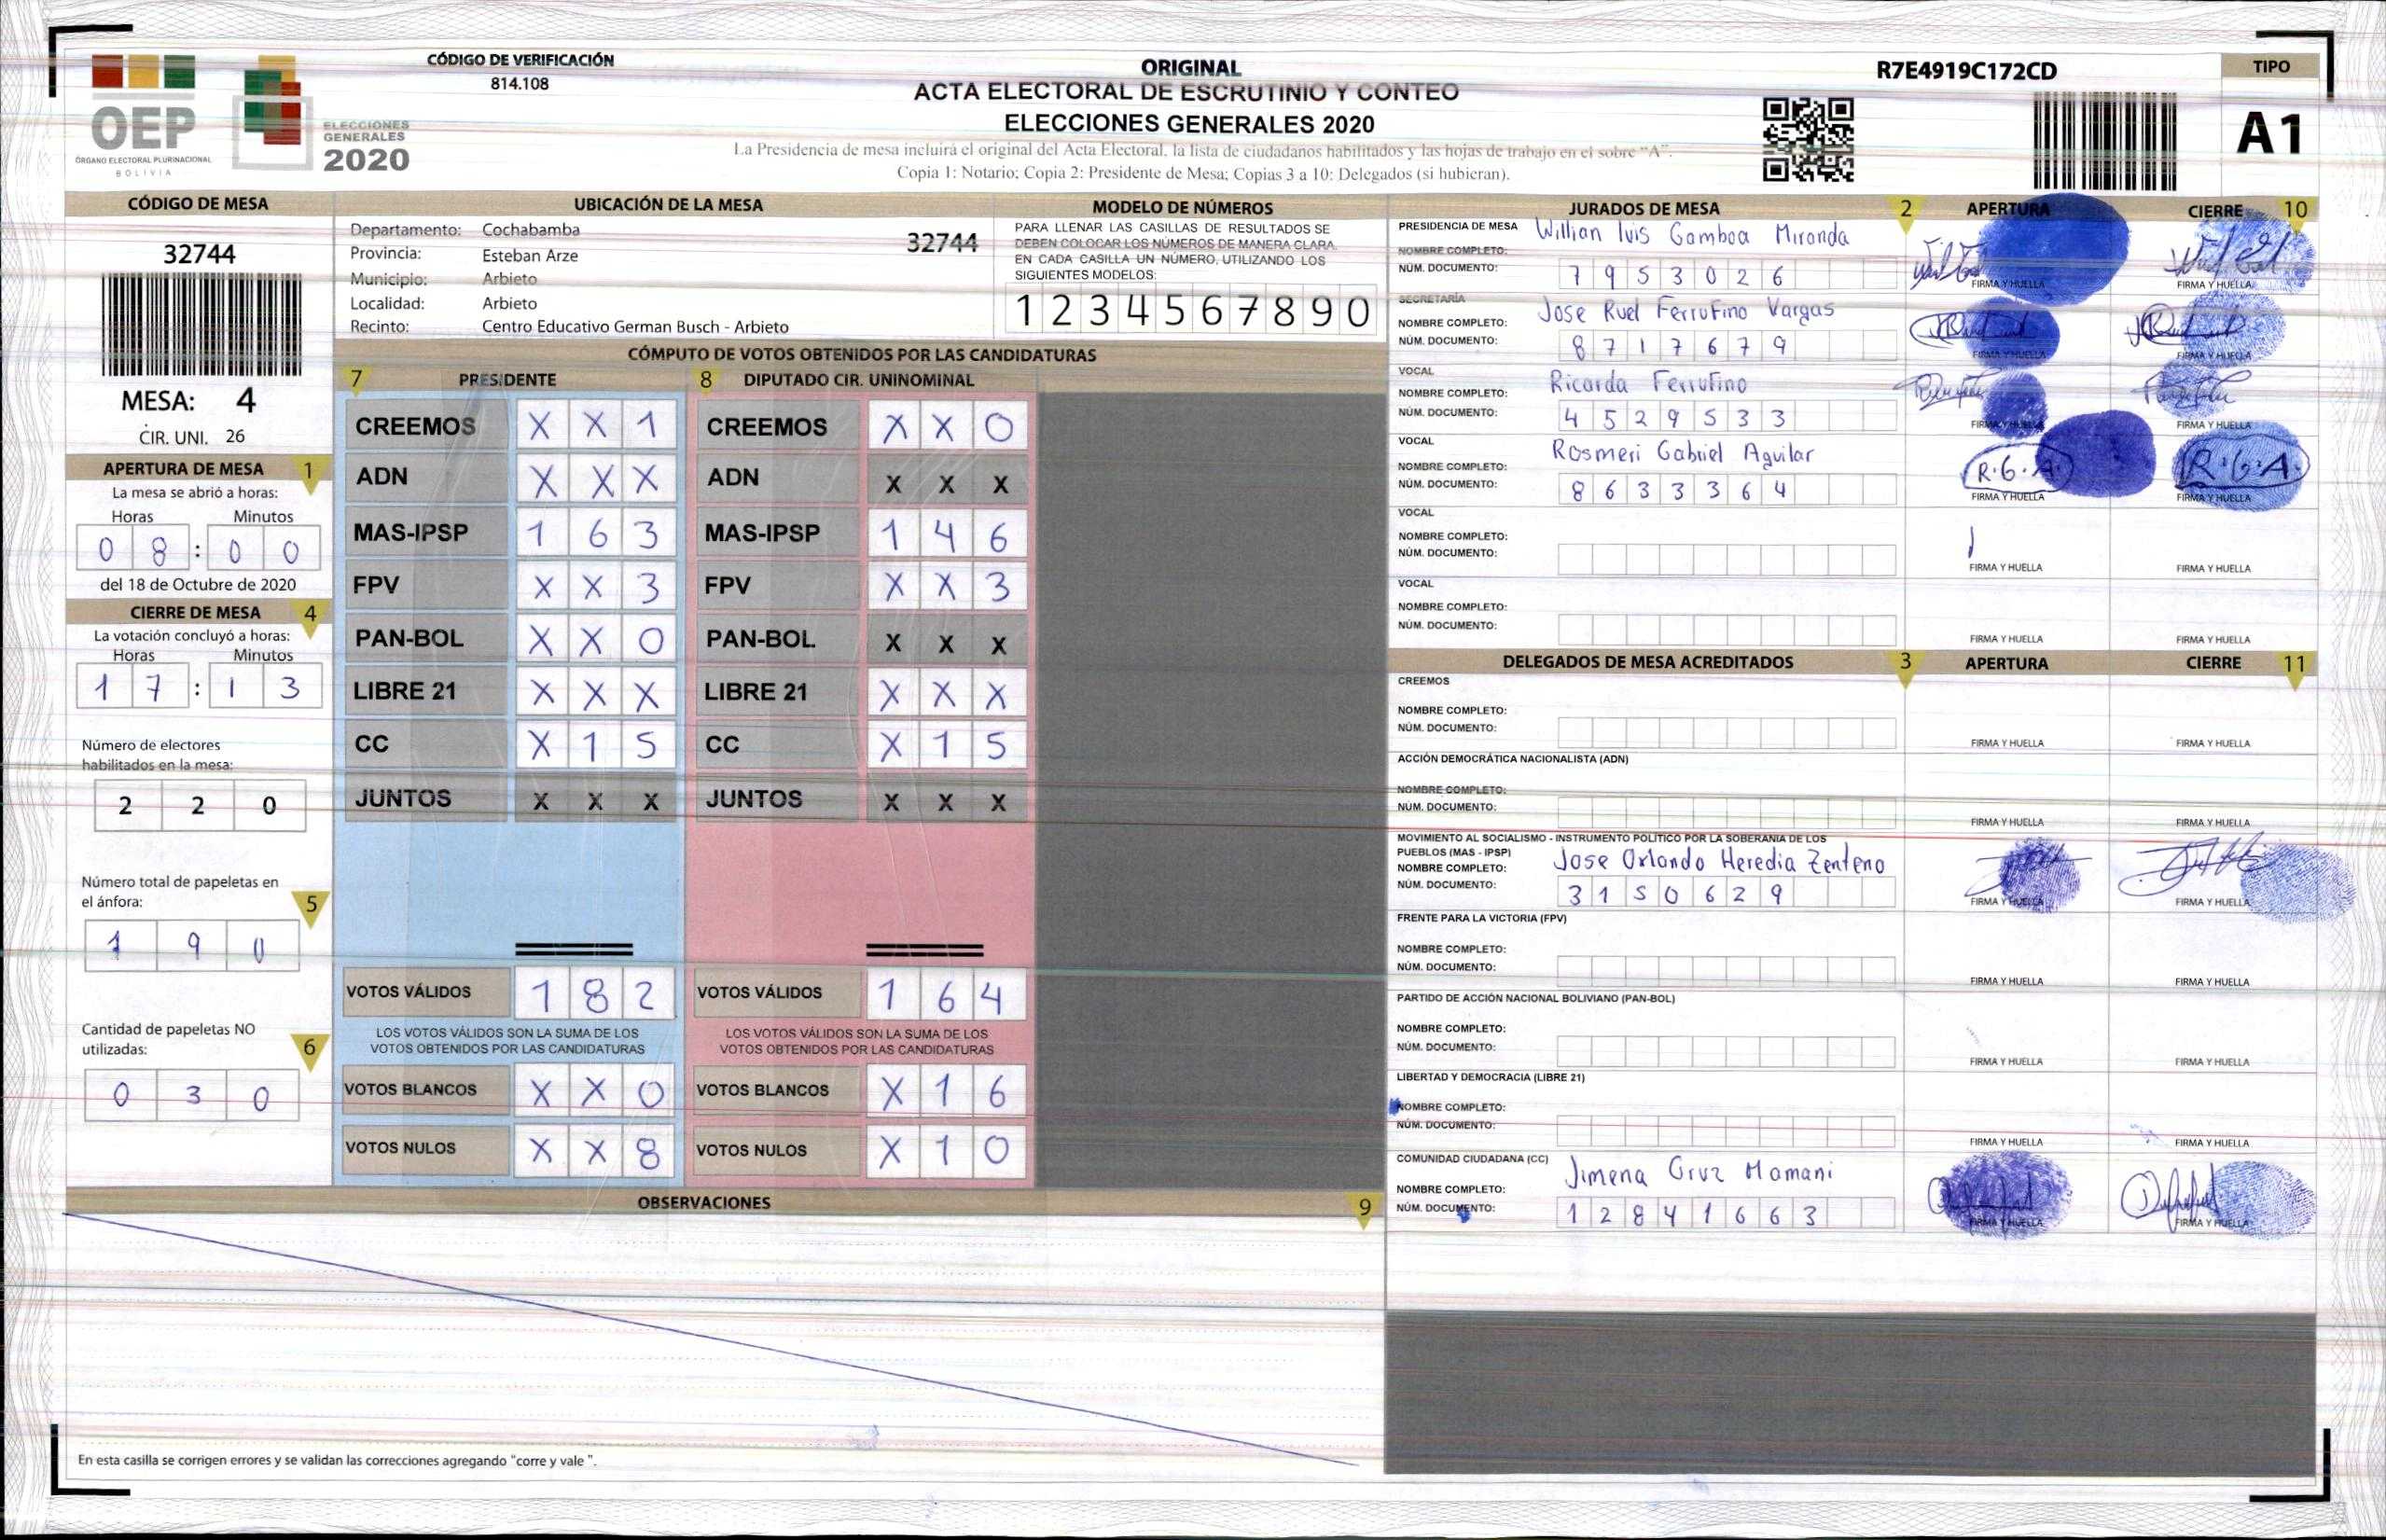 OEP
ÓRGANO ELECTORAL PLURINACIONAL
BOLIVIA
ELECCIONES
GENERALES
2020
CÓDIGO DE VERIFICACIÓN
814.108
ORIGINAL
ACTA ELECTORAL DE ESCRUTINIO Y CONTEO
ELECCIONES GENERALES 2020
La Presidencia de mesa incluirá el original del Acta Electoral, la lista de ciudadanos habilitados y las hojas de trabajo en el sobre "A".
Copia 1: Notario; Copia 2: Presidente de Mesa; Copias 3 a 10: Delegados (si hubieran).
R7E4919C172CD
TIPO
A1
CÓDIGO DE MESA
32744
MESA: 4
CIR. UNI. 26
APERTURA DE MESA 1
La mesa se abrió a horas:
Horas Minutos
0 8 : 0 0
del 18 de Octubre de 2020
CIERRE DE MESA 4
La votación concluyó a horas:
Horas Minutos
1 7 : 1 3
Número de electores
habilitados en la mesa:
2 2 0
Número total de papeletas en
el ánfora: 5
1 9 0
Cantidad de papeletas NO
utilizadas: 6
0 3 0
UBICACIÓN DE LA MESA
Departamento: Cochabamba
32744
Provincia: Esteban Arze
Municipio: Arbieto
Localidad: Arbieto
Recinto: Centro Educativo German Busch - Arbieto
MODELO DE NÚMEROS
PARA LLENAR LAS CASILLAS DE RESULTADOS SE
DEBEN COLOCAR LOS NÚMEROS DE MANERA CLARA.
EN CADA CASILLA UN NÚMERO, UTILIZANDO LOS
SIGUIENTES MODELOS:
1 2 3 4 5 6 7 8 9 0
CÓMPUTO DE VOTOS OBTENIDOS POR LAS CANDIDATURAS
7 PRESIDENTE 8 DIPUTADO CIR. UNINOMINAL
CREEMOS X X 1 CREEMOS X X 0
ADN X X X ADN X X X
MAS-IPSP 1 6 3 MAS-IPSP 1 4 6
FPV X X 3 FPV X X 3
PAN-BOL X X 0 PAN-BOL X X X
LIBRE 21 X X X LIBRE 21 X X X
CC X 1 5 CC X 1 5
JUNTOS X X X JUNTOS X X X
VOTOS VÁLIDOS 1 8 2 VOTOS VÁLIDOS 1 6 4
LOS VOTOS VÁLIDOS SON LA SUMA DE LOS LOS VOTOS VÁLIDOS SON LA SUMA DE LOS
VOTOS OBTENIDOS POR LAS CANDIDATURAS VOTOS OBTENIDOS POR LAS CANDIDATURAS
VOTOS BLANCOS X X 0 VOTOS BLANCOS X 1 6
VOTOS NULOS X X 8 VOTOS NULOS X 1 0
OBSERVACIONES 9
En esta casilla se corrigen errores y se validan las correcciones agregando "corre y vale ".
JURADOS DE MESA 2 APERTURA CIERRE 10
PRESIDENCIA DE MESA Willian luis Gamboa Miranda
NOMBRE COMPLETO:
NÚM. DOCUMENTO: 7 9 5 3 0 2 6
FIRMA Y HUELLA FIRMA Y HUELLA
SECRETARÍA
NOMBRE COMPLETO: Jose Ruel Ferrufino Vargas
NÚM. DOCUMENTO: 8 7 1 7 6 7 9
FIRMA Y HUELLA FIRMA Y HUELLA
VOCAL
NOMBRE COMPLETO: Ricarda Ferrufino
NÚM. DOCUMENTO: 4 5 2 9 5 3 3
FIRMA Y HUELLA FIRMA Y HUELLA
VOCAL
NOMBRE COMPLETO: Rosmeri Gabriel Aguilar
NÚM. DOCUMENTO: 8 6 3 3 3 6 4
R.G.A. R.G.A.
FIRMA Y HUELLA FIRMA Y HUELLA
VOCAL
NOMBRE COMPLETO:
NÚM. DOCUMENTO:
FIRMA Y HUELLA FIRMA Y HUELLA
VOCAL
NOMBRE COMPLETO:
NÚM. DOCUMENTO:
FIRMA Y HUELLA FIRMA Y HUELLA
DELEGADOS DE MESA ACREDITADOS 3 APERTURA CIERRE 11
CREEMOS
NOMBRE COMPLETO:
NÚM. DOCUMENTO:
FIRMA Y HUELLA FIRMA Y HUELLA
ACCIÓN DEMOCRÁTICA NACIONALISTA (ADN)
NOMBRE COMPLETO:
NÚM. DOCUMENTO:
FIRMA Y HUELLA FIRMA Y HUELLA
MOVIMIENTO AL SOCIALISMO - INSTRUMENTO POLÍTICO POR LA SOBERANIA DE LOS
PUEBLOS (MAS - IPSP)
NOMBRE COMPLETO: Jose Orlando Heredia Zenteno
NÚM. DOCUMENTO: 3 1 5 0 6 2 9
FIRMA Y HUELLA FIRMA Y HUELLA
FRENTE PARA LA VICTORIA (FPV)
NOMBRE COMPLETO:
NÚM. DOCUMENTO:
FIRMA Y HUELLA FIRMA Y HUELLA
PARTIDO DE ACCIÓN NACIONAL BOLIVIANO (PAN-BOL)
NOMBRE COMPLETO:
NÚM. DOCUMENTO:
FIRMA Y HUELLA FIRMA Y HUELLA
LIBERTAD Y DEMOCRACIA (LIBRE 21)
NOMBRE COMPLETO:
NÚM. DOCUMENTO:
FIRMA Y HUELLA FIRMA Y HUELLA
COMUNIDAD CIUDADANA (CC)
NOMBRE COMPLETO: Jimena Cruz Mamani
NÚM. DOCUMENTO: 1 2 8 4 1 6 6 3
FIRMA Y HUELLA FIRMA Y HUELLA